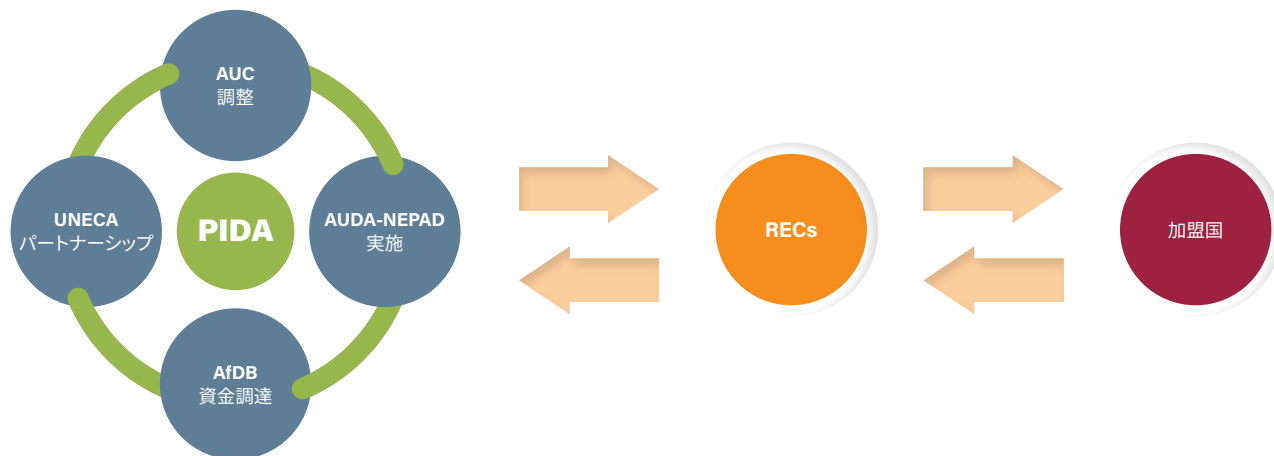 AUC
調整
UNECA
パートナーシップ
PIDA
AUDA-NEPAD
実施
AfDB
資金調達
RECs
加盟国